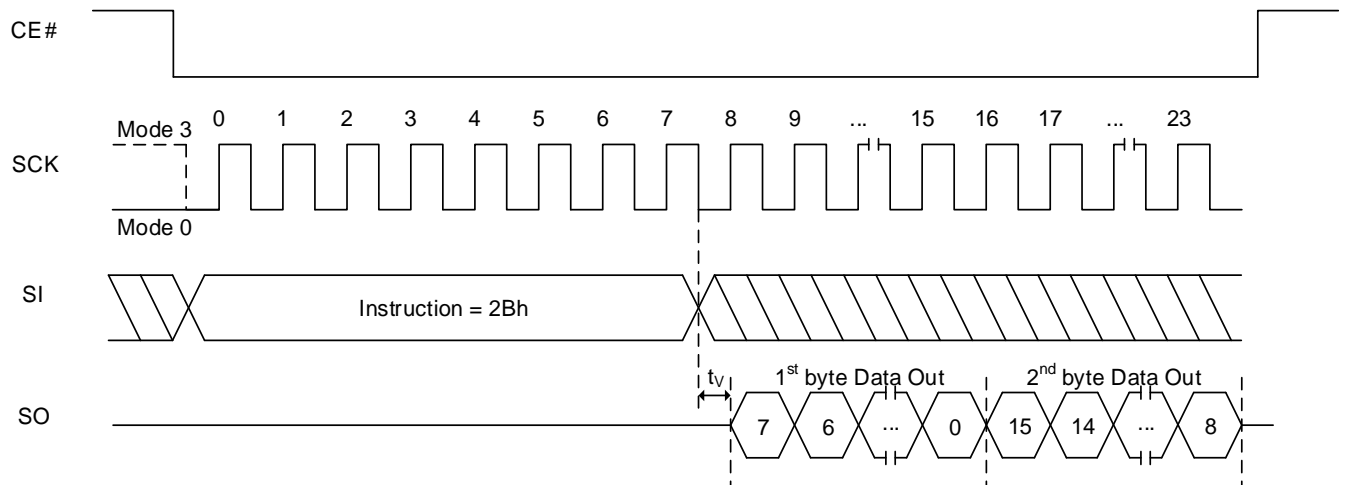 CE#
0 1 2 3 4 5 6 7 8 9 ... 15 16 17 ... 23
Mode 3
SCK
Mode 0
SI
Instruction = 2Bh
tV 1st byte Data Out 2nd byte Data Out
SO
7 6 ... 0 15 14 ... 8